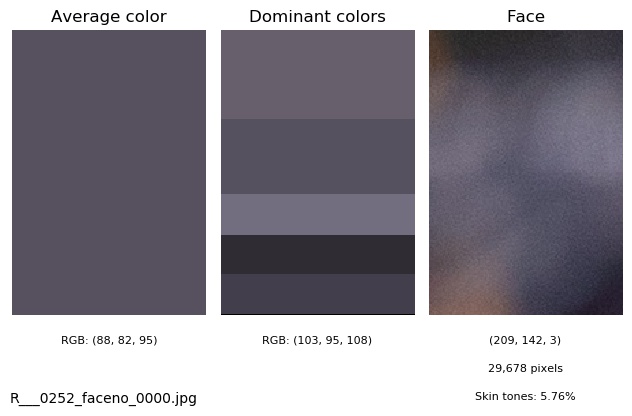 Average color
Dominant colors
Face
RGB: (88, 82, 95)
RGB: (103, 95, 108)
(209, 142, 3)
29,678 pixels
Skin tones: 5.76%
R___0252_faceno_0000.jpg